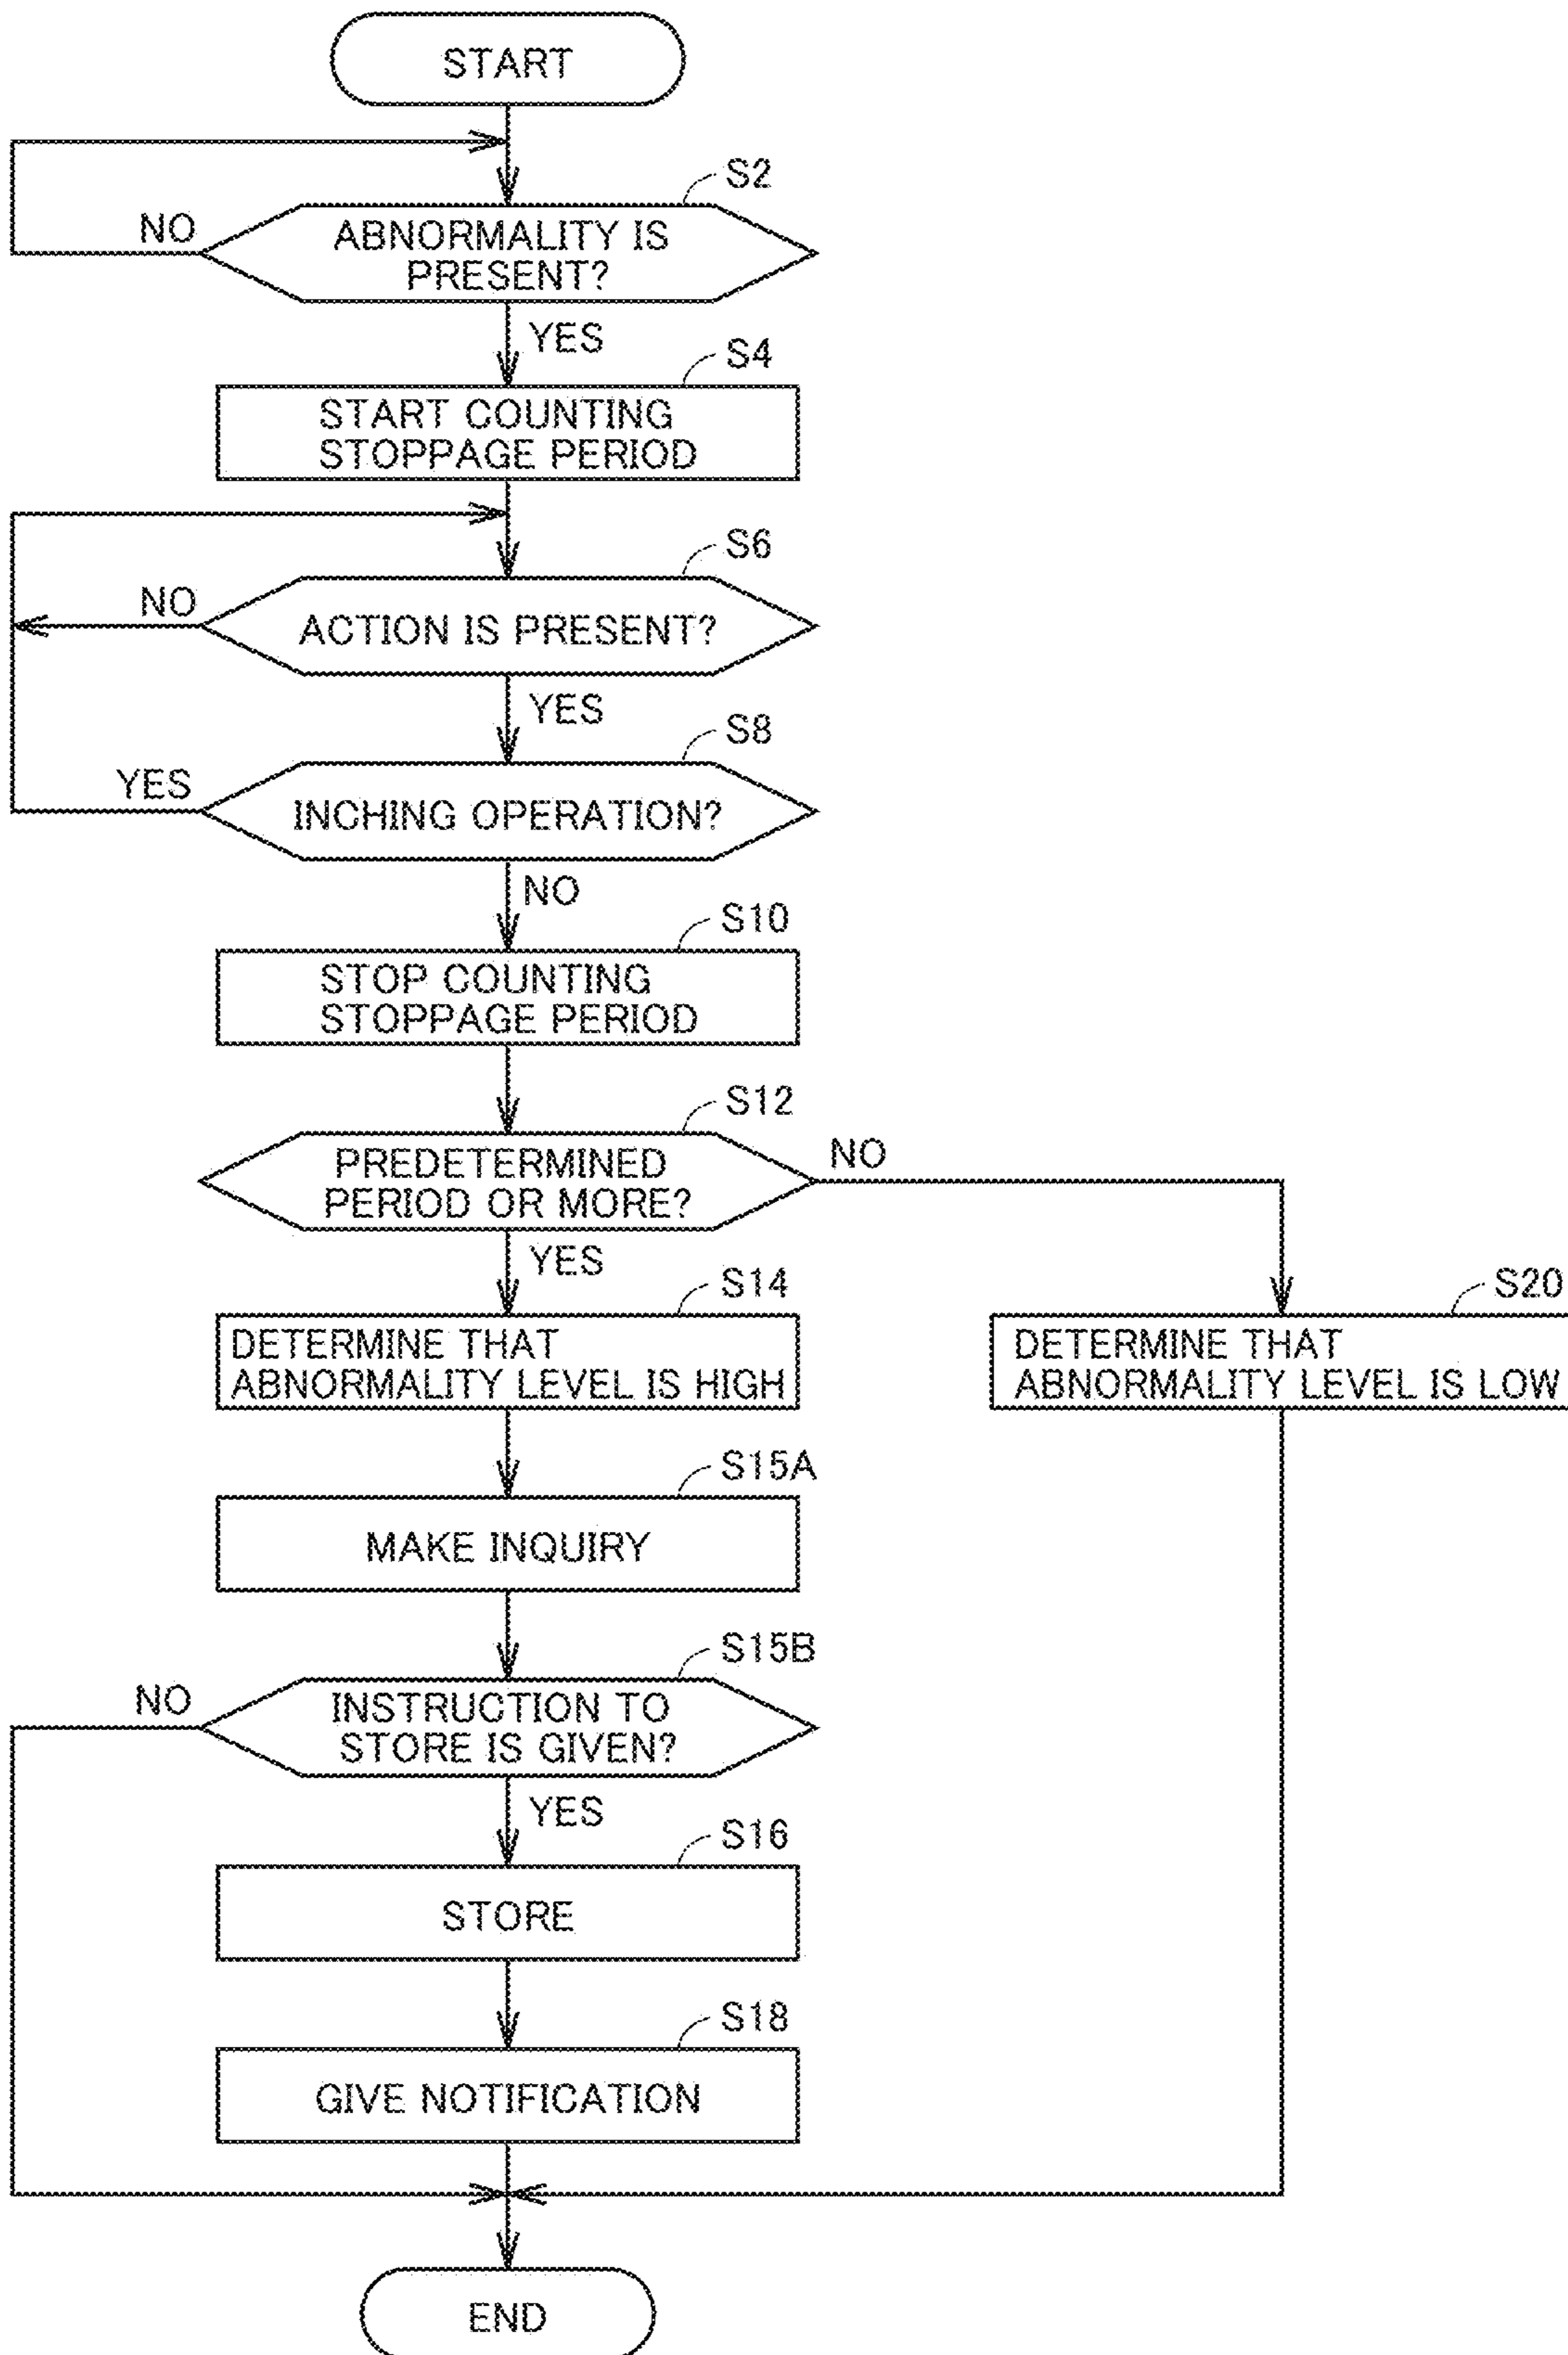 START
S2
NO
ABNORMALITY IS
PRESENT?
YES
S4
START COUNTING
STOPPAGE PERIOD
S6
NO
ACTION IS PRESENT?
YES
S8
YES
INCHING OPERATION?
NO
S10
STOP COUNTING
STOPPAGE PERIOD
S12
NO
PREDETERMINED
PERIOD OR MORE?
YES
S14
DETERMINE THAT
ABNORMALITY LEVEL IS HIGH
S20
DETERMINE THAT
ABNORMALITY LEVEL IS LOW
S15A
MAKE INQUIRY
S15B
NO
INSTRUCTION TO
STORE IS GIVEN?
YES
S16
STORE
S18
GIVE NOTIFICATION
END